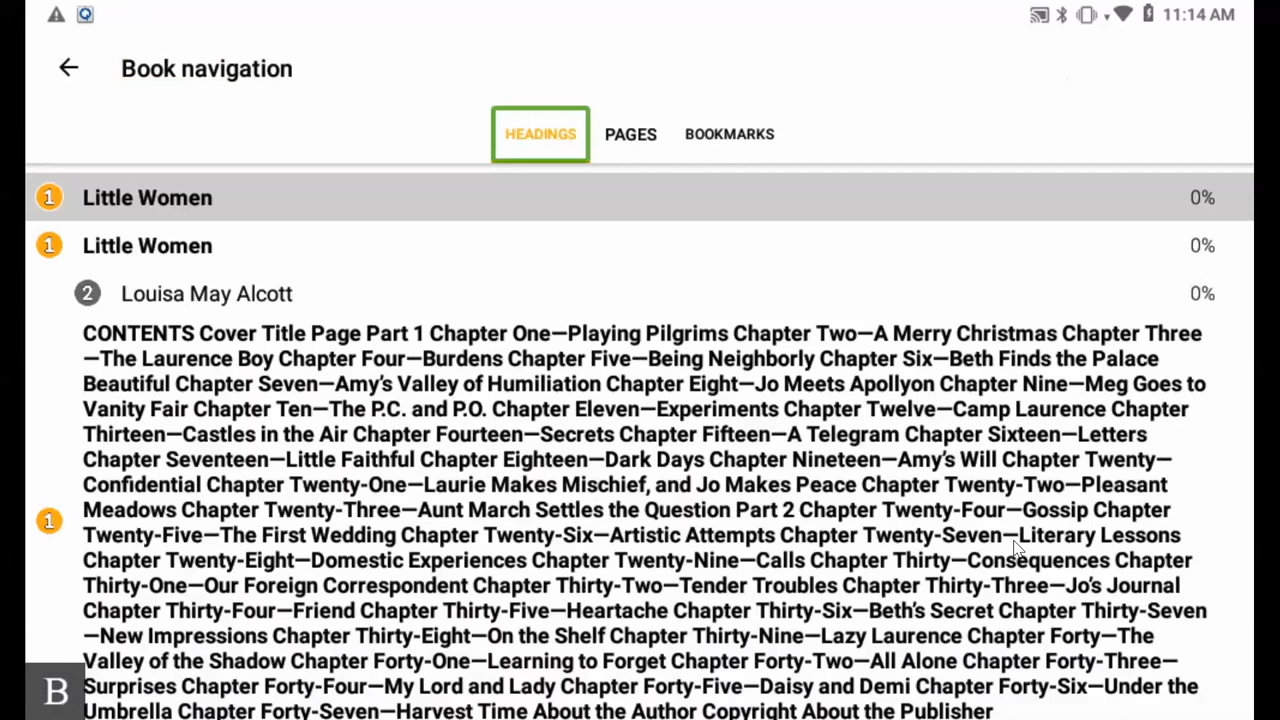 11:14 AM
Book navigation
HEADINGS PAGES BOOKMARKS
1 Little Women 0%
1 Little Women 0%
2 Louisa May Alcott 0%
CONTENTS Cover Title Page Part 1 Chapter One—Playing Pilgrims Chapter Two—A Merry Christmas Chapter Three
—The Laurence Boy Chapter Four—Burdens Chapter Five—Being Neighborly Chapter Six—Beth Finds the Palace
Beautiful Chapter Seven—Amy's Valley of Humiliation Chapter Eight—Jo Meets Apollyon Chapter Nine—Meg Goes to
Vanity Fair Chapter Ten—The P.C. and P.O. Chapter Eleven—Experiments Chapter Twelve—Camp Laurence Chapter
Thirteen—Castles in the Air Chapter Fourteen—Secrets Chapter Fifteen—A Telegram Chapter Sixteen—Letters
Chapter Seventeen—Little Faithful Chapter Eighteen—Dark Days Chapter Nineteen—Amy's Will Chapter Twenty—
Confidential Chapter Twenty-One—Laurie Makes Mischief, and Jo Makes Peace Chapter Twenty-Two—Pleasant
Meadows Chapter Twenty-Three—Aunt March Settles the Question Part 2 Chapter Twenty-Four—Gossip Chapter
1 Twenty-Five—The First Wedding Chapter Twenty-Six—Artistic Attempts Chapter Twenty-Seven—Literary Lessons
Chapter Twenty-Eight—Domestic Experiences Chapter Twenty-Nine—Calls Chapter Thirty—Consequences Chapter
Thirty-One—Our Foreign Correspondent Chapter Thirty-Two—Tender Troubles Chapter Thirty-Three—Jo's Journal
Chapter Thirty-Four—Friend Chapter Thirty-Five—Heartache Chapter Thirty-Six—Beth's Secret Chapter Thirty-Seven
—New Impressions Chapter Thirty-Eight—On the Shelf Chapter Thirty-Nine—Lazy Laurence Chapter Forty—The
Valley of the Shadow Chapter Forty-One—Learning to Forget Chapter Forty-Two—All Alone Chapter Forty-Three—
B Surprises Chapter Forty-Four—My Lord and Lady Chapter Forty-Five—Daisy and Demi Chapter Forty-Six—Under the
Umbrella Chapter Forty-Seven—Harvest Time About the Author Copyright About the Publisher